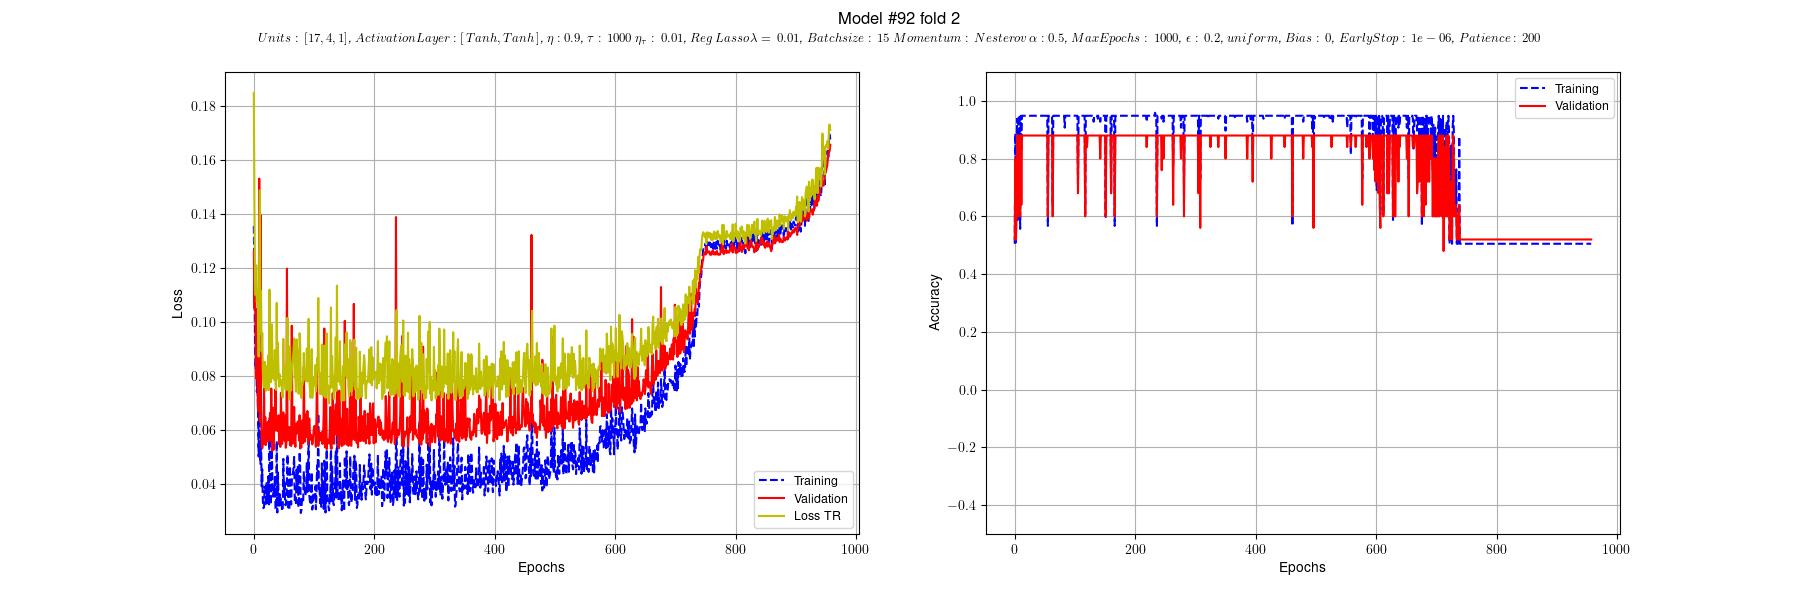 Model #92 fold 2
Units : [17, 4, 1], ActivationLayer : [Tanh, Tanh], η : 0.9, τ : 1000 η_τ : 0.01, Reg Lassoλ = 0.01, Batchsize : 15 Momentum : Nesterov α : 0.5, MaxEpochs : 1000, ϵ : 0.2, uniform, Bias : 0, EarlyStop : 1e − 06, Patience : 200
0.18
0.16
0.14
0.12
0.10
0.08
0.06
0.04
Loss
0 200 400 600 800 1000
Epochs
Training
Validation
Loss TR
1.0
0.8
0.6
0.4
0.2
0.0
−0.2
−0.4
Accuracy
0 200 400 600 800 1000
Epochs
Training
Validation